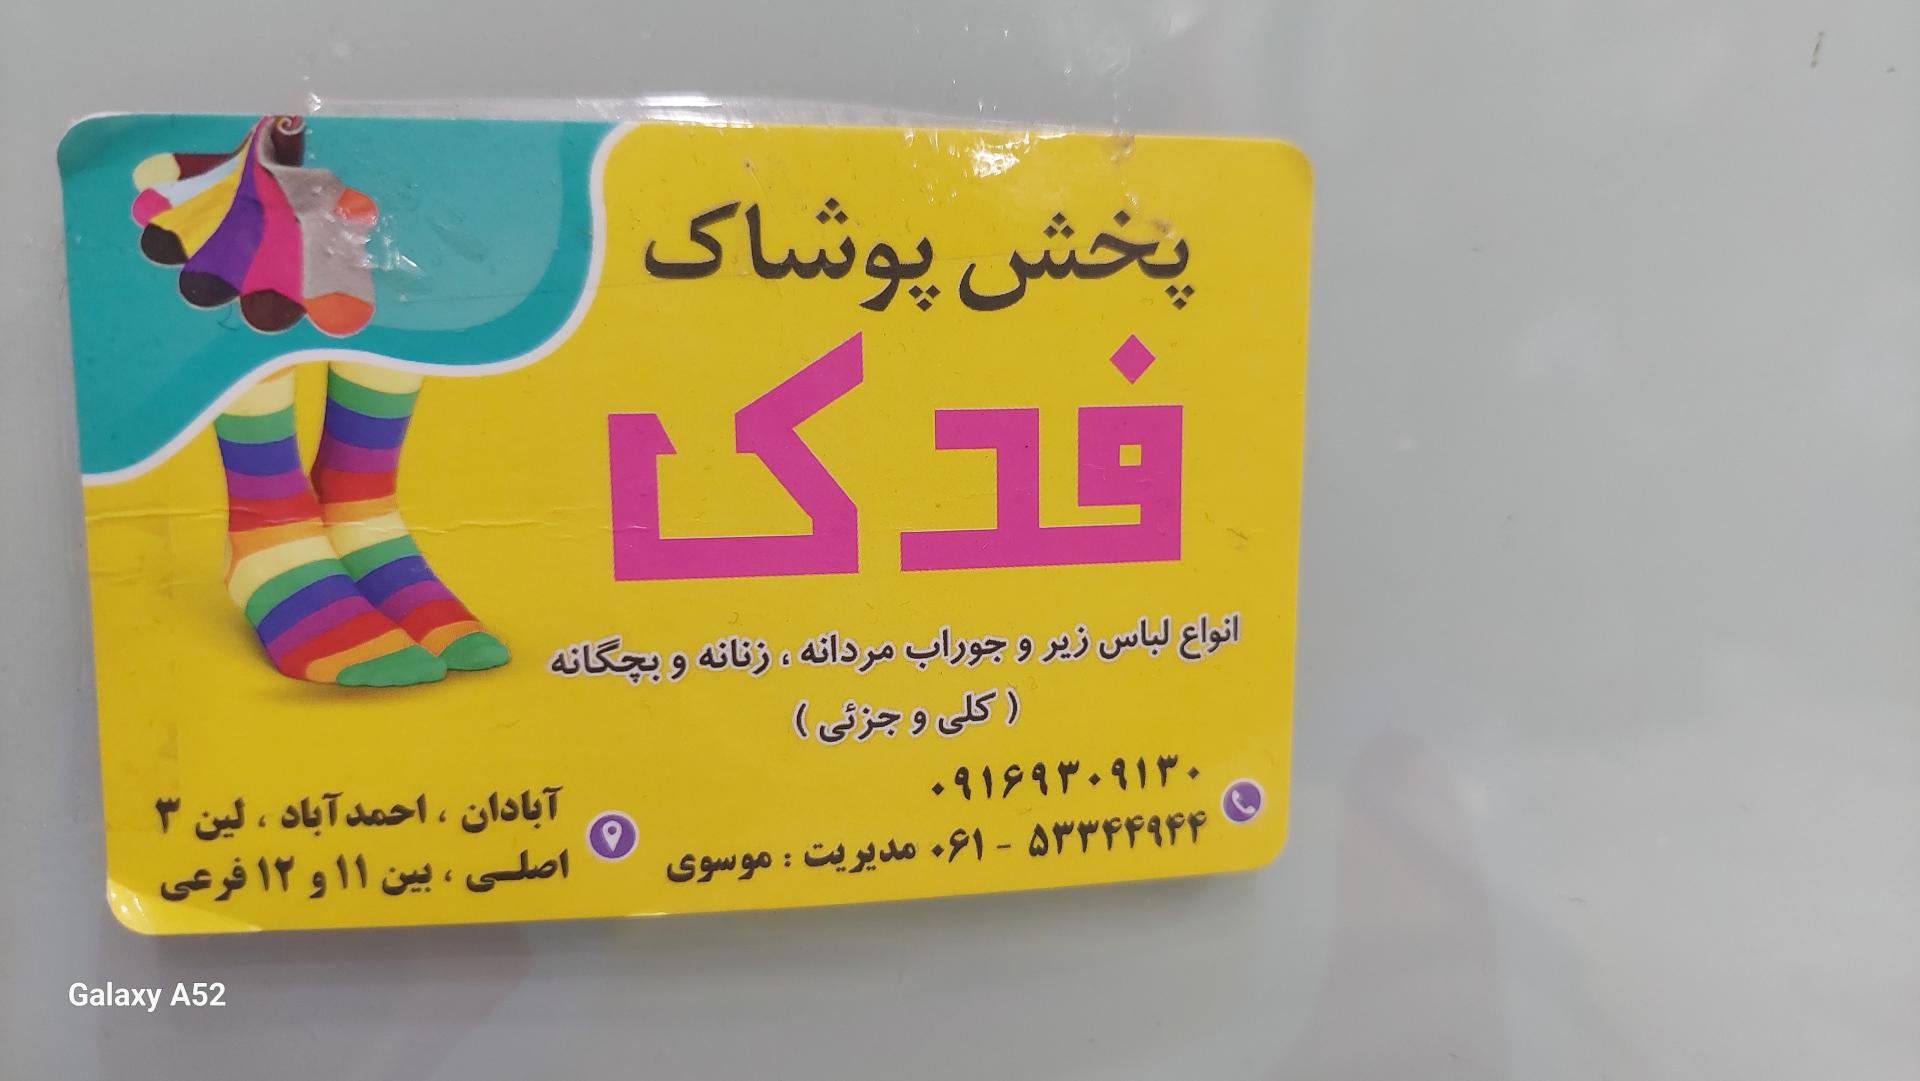 پخش پوشاک
فدک
انواع لباس زیر و جوراب مردانه ، زنانه و بچگانه
( کلی و جزئی )
۰۹۱۶۹۳۰۹۱۳۰
۰۶۱ - ۵۳۳۴۴۹۴۴ مدیریت : موسوی
آبادان ، احمدآباد ، لین ۳
اصلی ، بین ۱۱ و ۱۲ فرعی
Galaxy A52